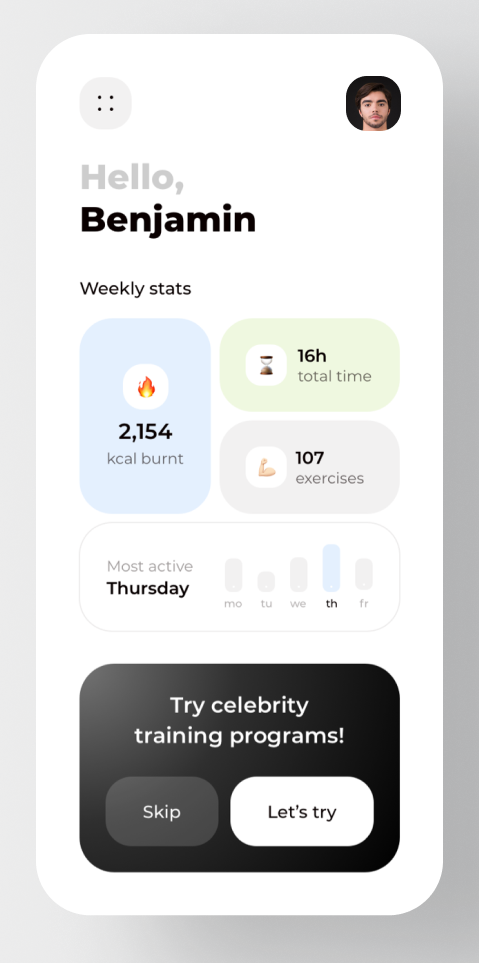 Hello,
Benjamin
Weekly stats
2,154
kcal burnt
16h
total time
107
exercises
Most active
Thursday
mo tu we th fr
Try celebrity
training programs!
Skip
Let's try